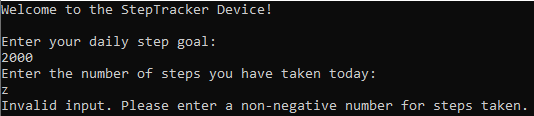 Welcome to the StepTracker Device!
Enter your daily step goal:
2000
Enter the number of steps you have taken today:
z
Invalid input. Please enter a non-negative number for steps taken.